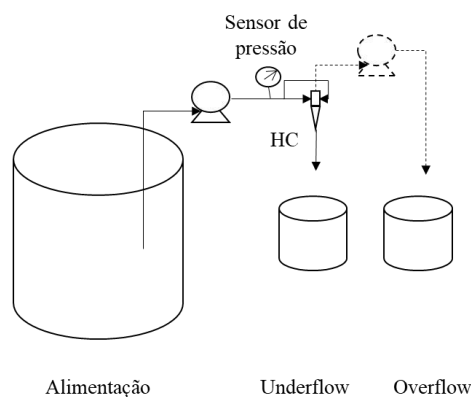 Sensor de
pressão
HC
Alimentação
Underflow
Overflow